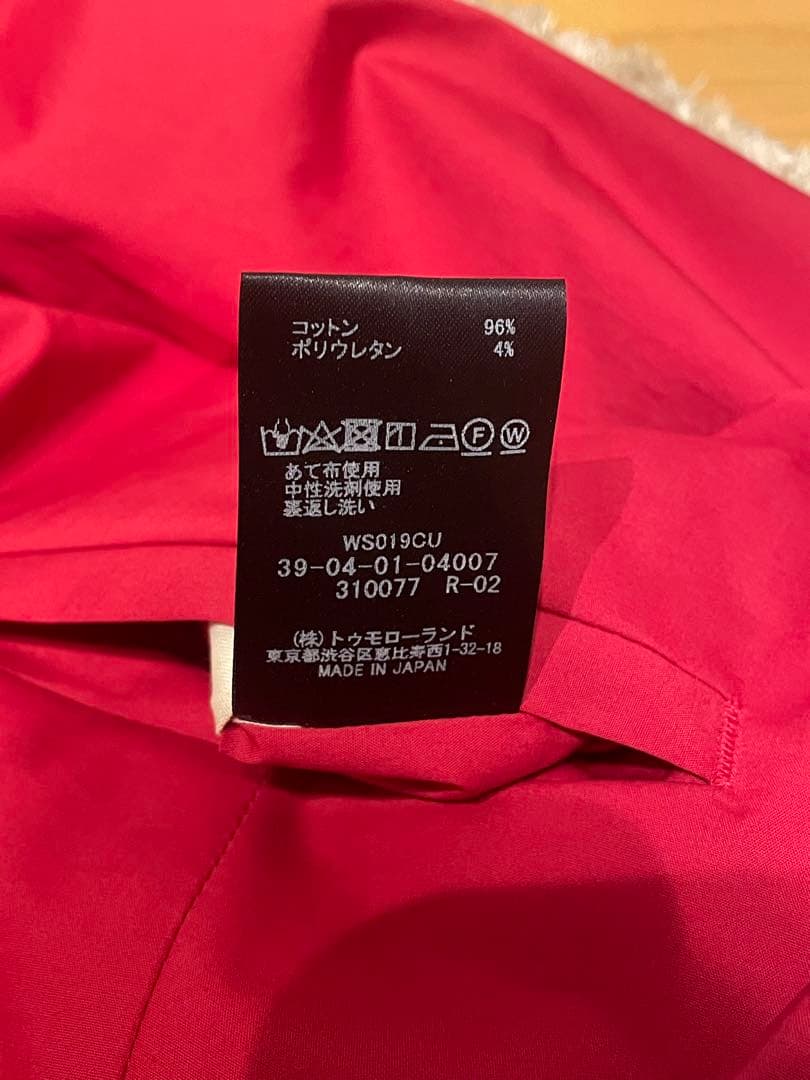 コットン 96%
ポリウレタン 4%
F W
あて布使用
中性洗剤使用
裏返し洗い
WS019CU
39-04-01-04007
310077 R-02
(株)トゥモローランド
東京都渋谷区恵比寿西1-32-18
MADE IN JAPAN